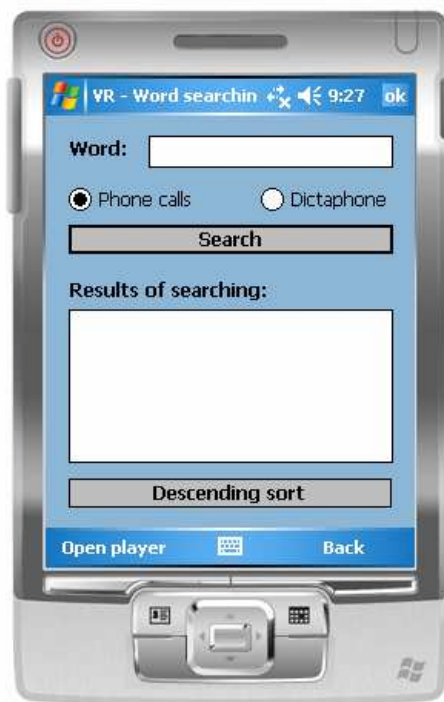 VR - Word searchin 9:27 ok
Word:
Phone calls Dictaphone
Search
Results of searching:
Descending sort
Open player Back